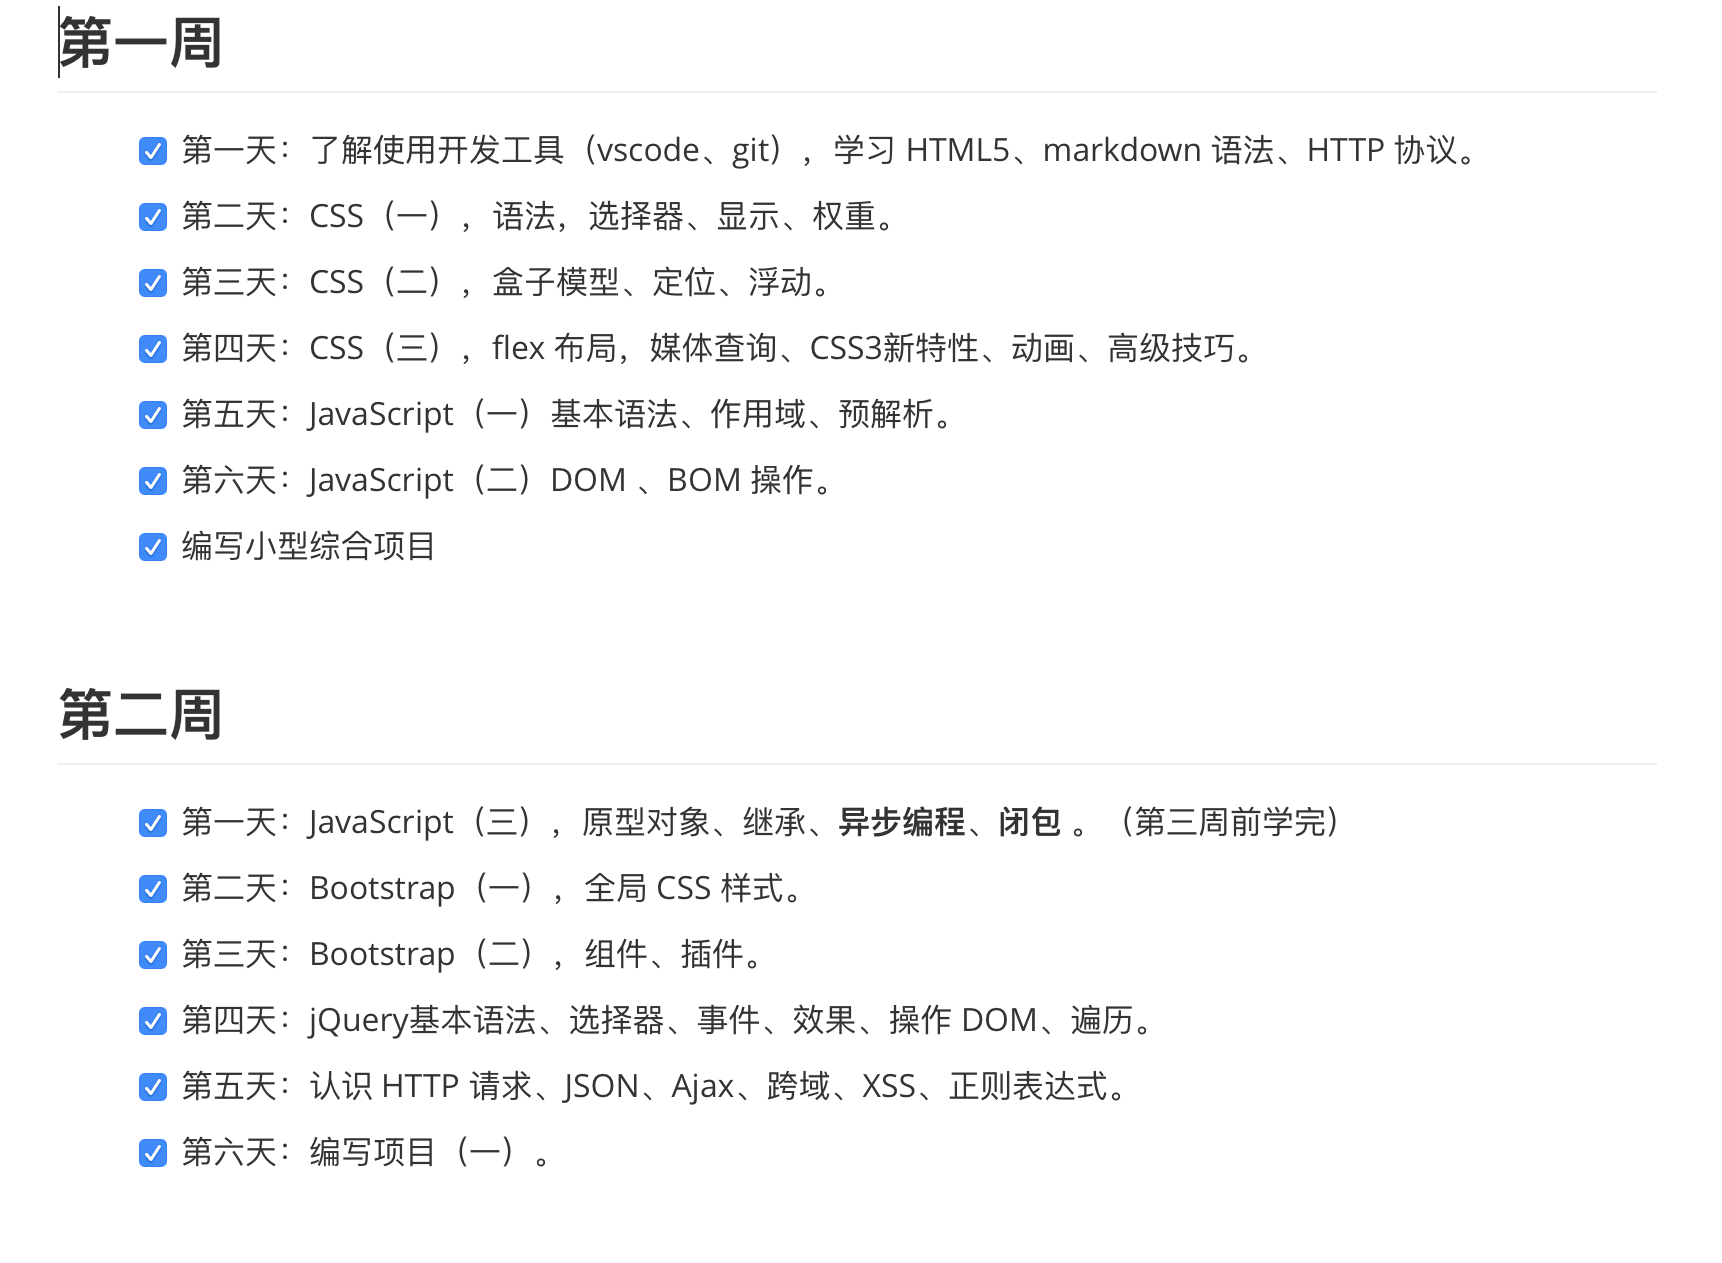 第一周
第一天：了解使用开发工具（vscode、git），学习 HTML5、markdown 语法、HTTP 协议。
第二天：CSS（一），语法，选择器、显示、权重。
第三天：CSS（二），盒子模型、定位、浮动。
第四天：CSS（三），flex 布局，媒体查询、CSS3新特性、动画、高级技巧。
第五天：JavaScript（一）基本语法、作用域、预解析。
第六天：JavaScript（二）DOM 、BOM 操作。
编写小型综合项目
第二周
第一天：JavaScript（三），原型对象、继承、异步编程、闭包 。（第三周前学完）
第二天：Bootstrap（一），全局 CSS 样式。
第三天：Bootstrap（二），组件、插件。
第四天：jQuery基本语法、选择器、事件、效果、操作 DOM、遍历。
第五天：认识 HTTP 请求、JSON、Ajax、跨域、XSS、正则表达式。
第六天：编写项目（一）。